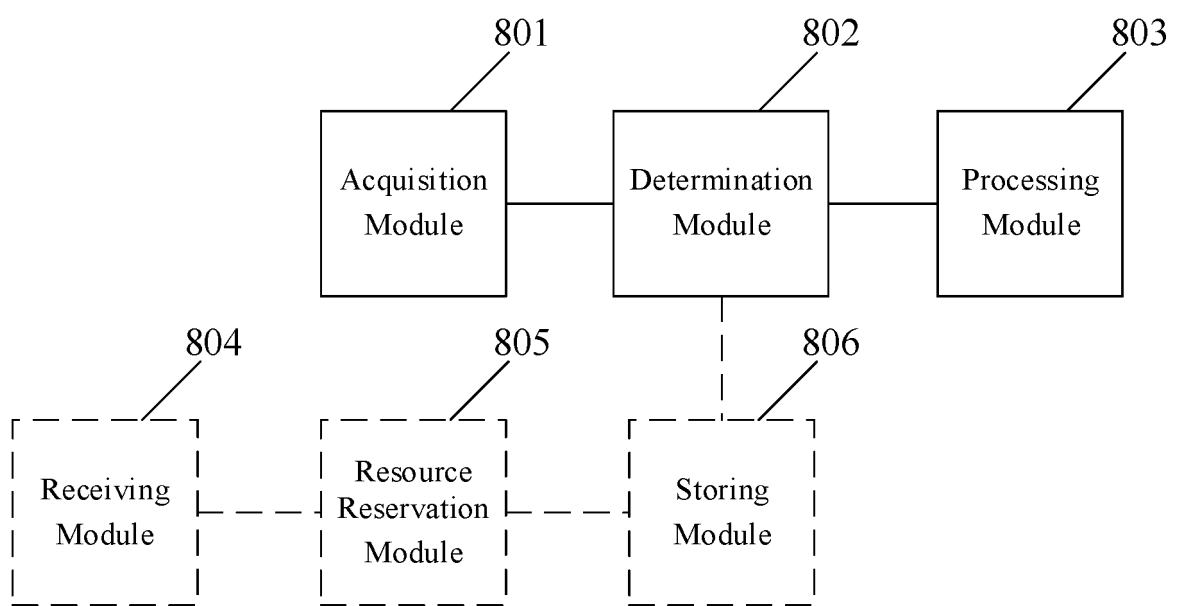 801
802
803
Acquisition
Module
Determination
Module
Processing
Module
804
805
806
Receiving
Module
Resource
Reservation
Module
Storing
Module